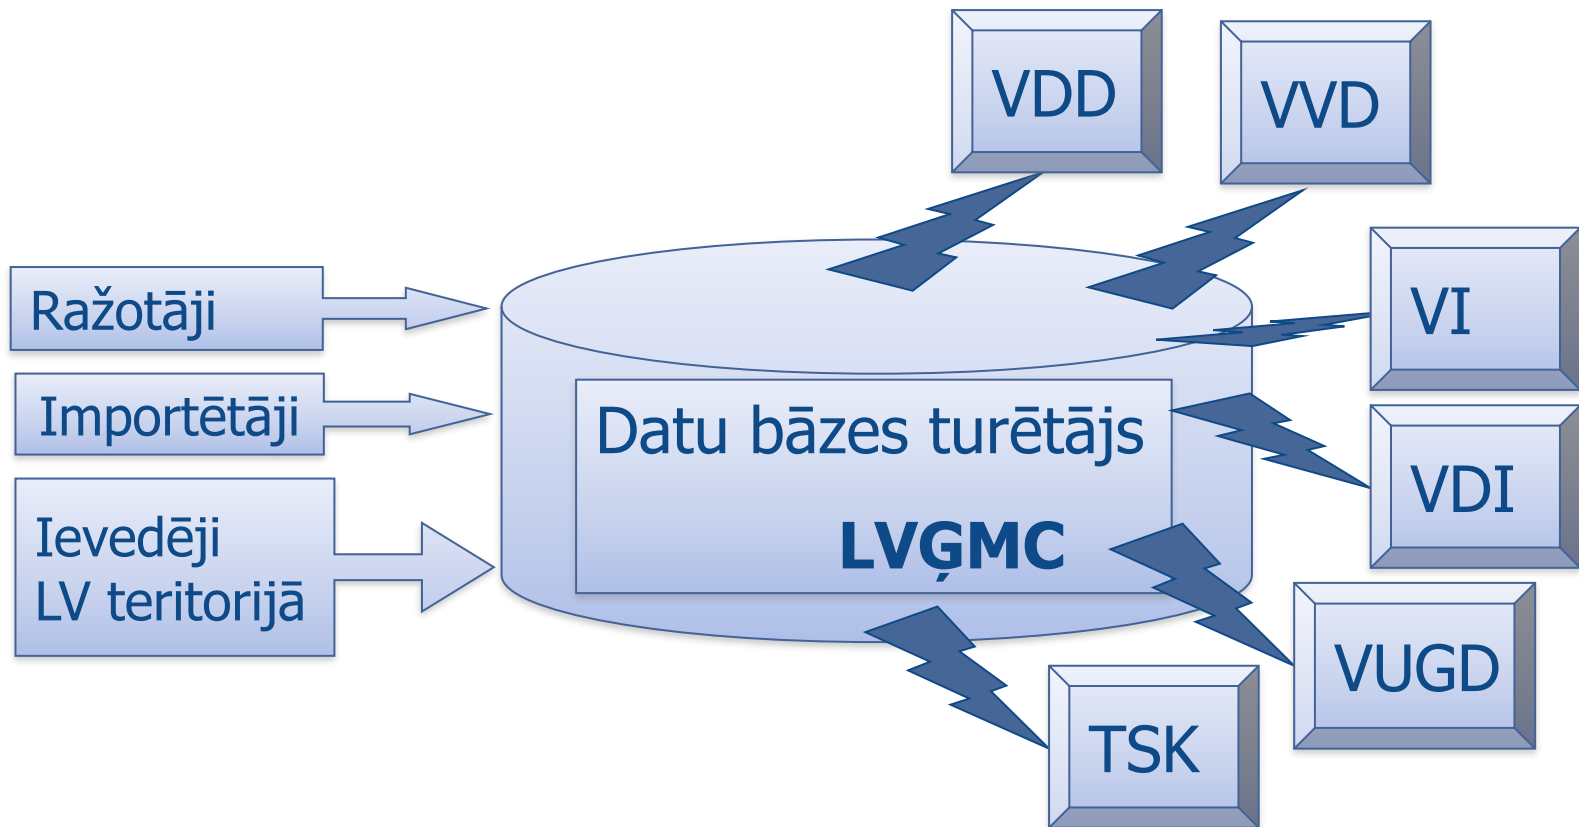 VDD
VVD
Ražotāji
VI
Importētāji
Datu bāzes turētājs
VDI
Ievedēji
LV teritorijā
LVĢMC
VUGD
TSK